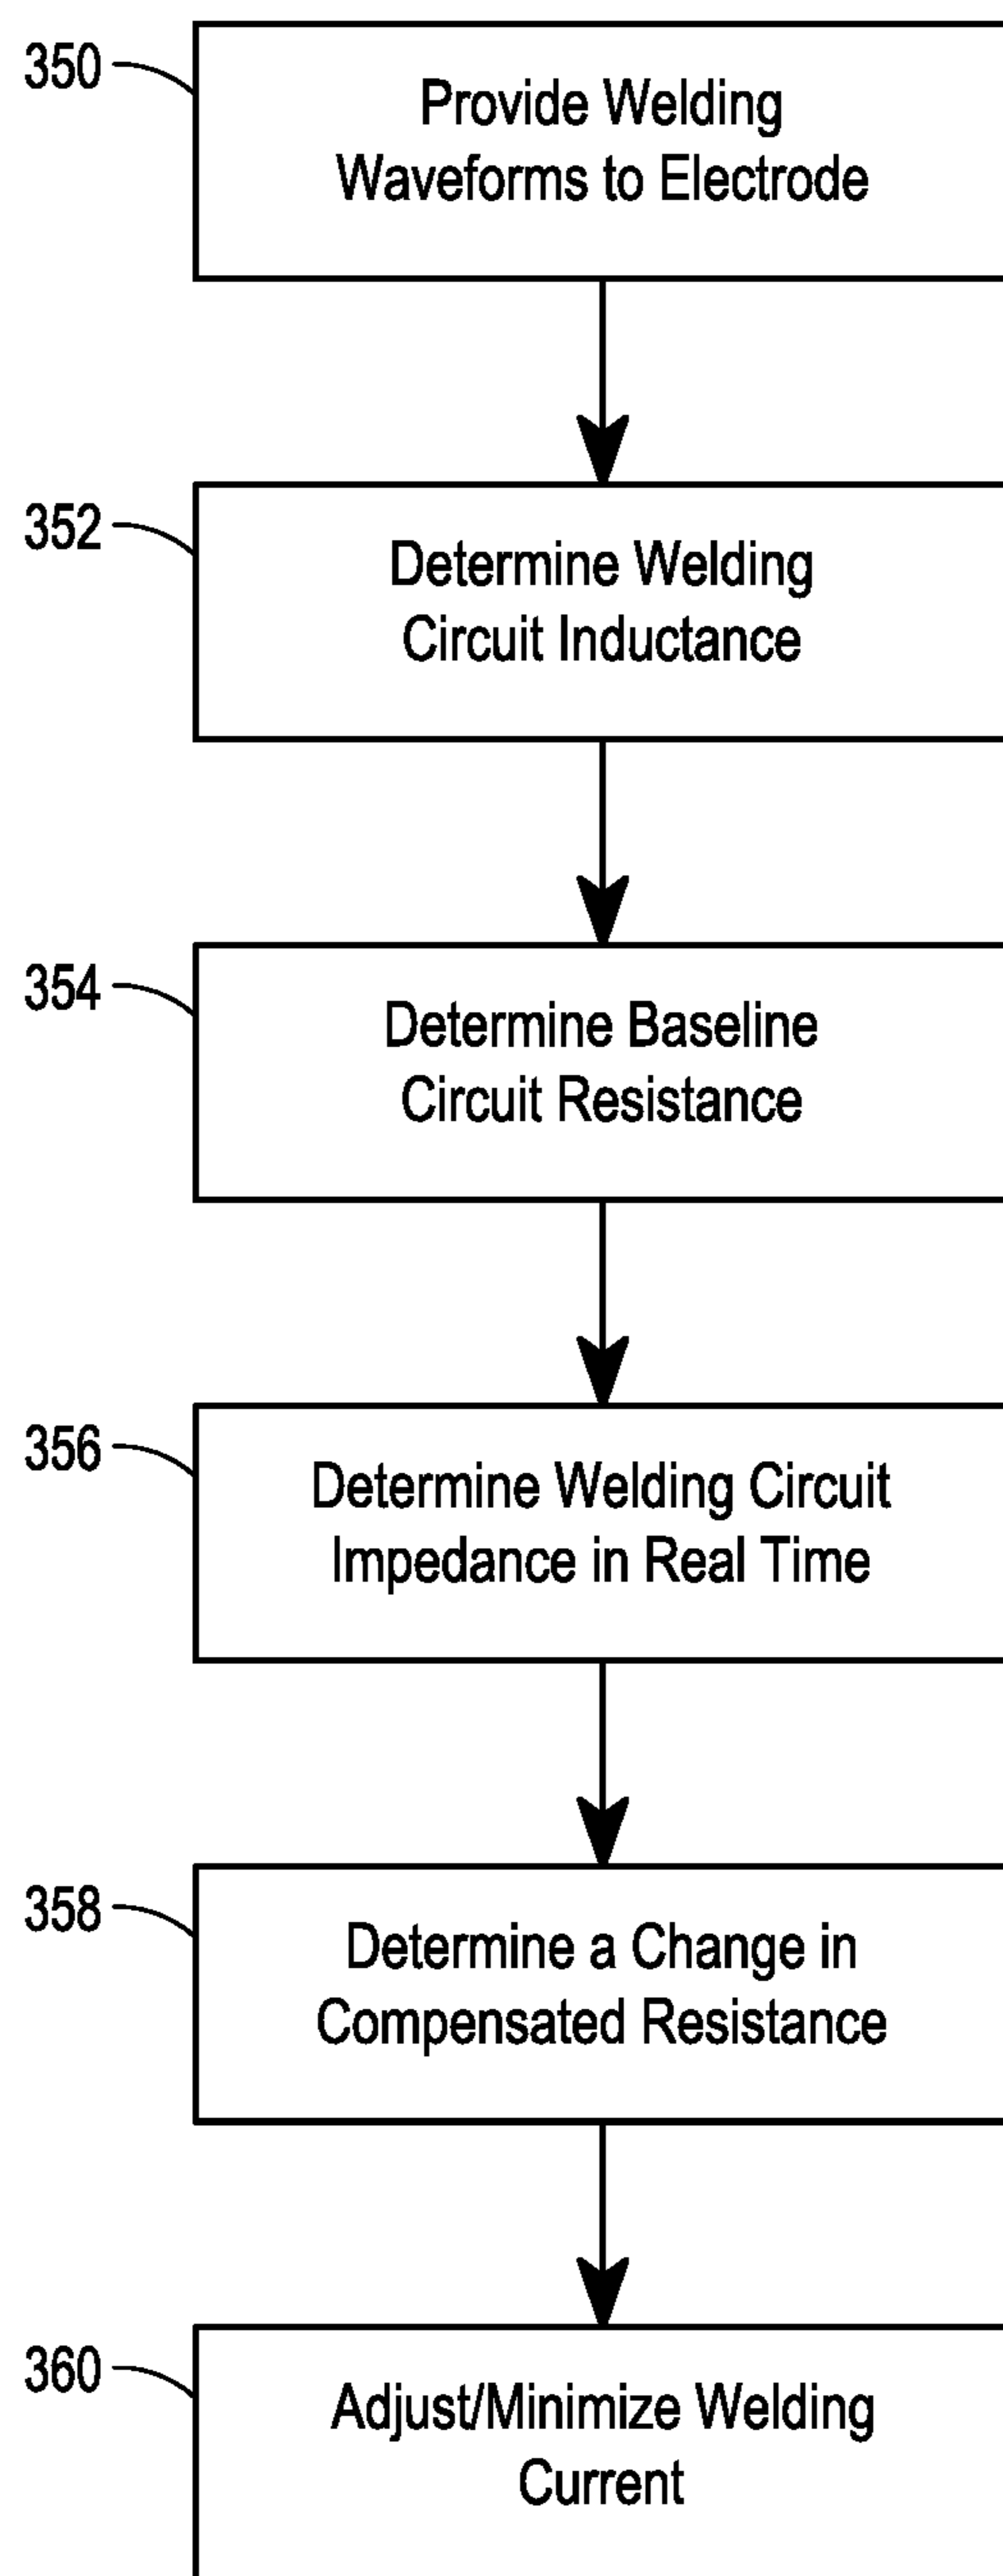 350
Provide Welding
Waveforms to Electrode
352
Determine Welding
Circuit Inductance
354
Determine Baseline
Circuit Resistance
356
Determine Welding Circuit
Impedance in Real Time
358
Determine a Change in
Compensated Resistance
360
Adjust/Minimize Welding
Current